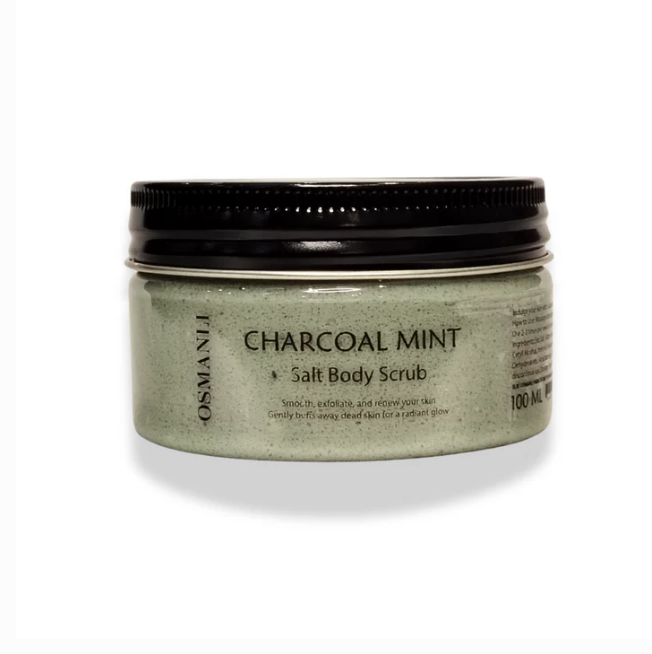 OSMANLI
CHARCOAL MINT
Salt Body Scrub
Smooth, exfoliate, and renew your skin
Gently buffs away dead skin for a radiant glow
100 ML